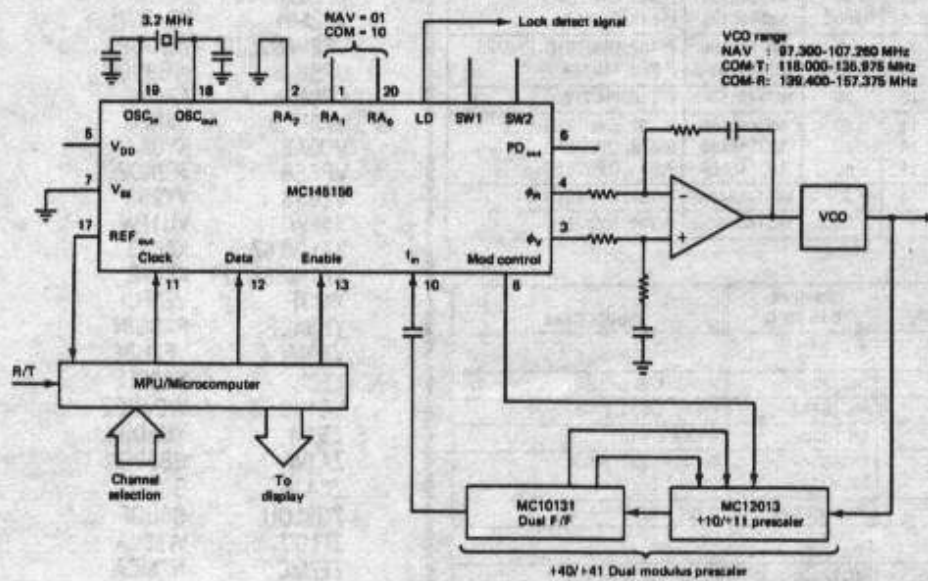 3.2 MHz
NAV = 01
COM = 10
Lock detect signal
VCO range
NAV : 97.300-107.260 MHz
COM-T: 118.000-135.975 MHz
COM-R: 139.400-157.375 MHz
19 18 2 1 20
OSCin OSCout RA2 RA1 RA0 LD SW1 SW2
5 VDD
6 PDout
7 VSS
MC145156
4 φR
17 REFout
3 φV
VCO
Clock Data Enable fin Mod control
11 12 13 10 8
R/T
MPU/Microcomputer
Channel selection
To display
MC10131
Dual F/F
MC12013
÷10/÷11 prescaler
÷40/÷41 Dual modulus prescaler